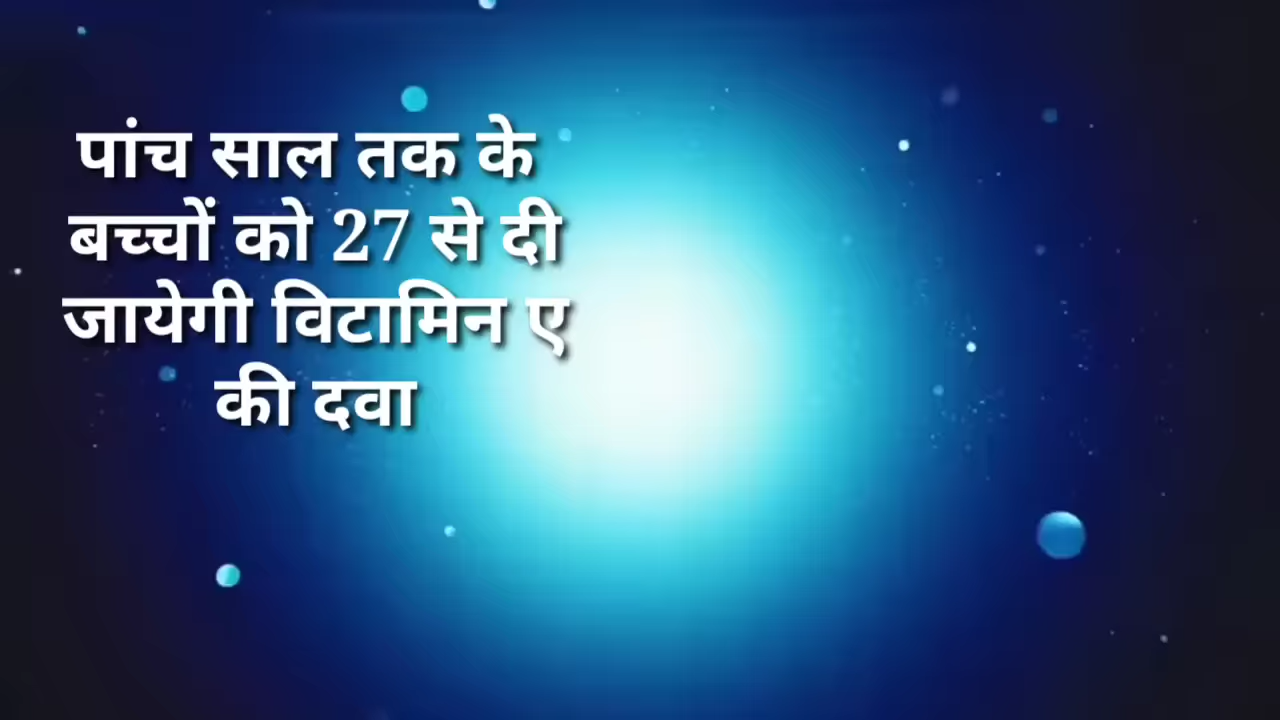 पांच साल तक के
बच्चों को 27 से दी
जायेगी विटामिन ए
की दवा